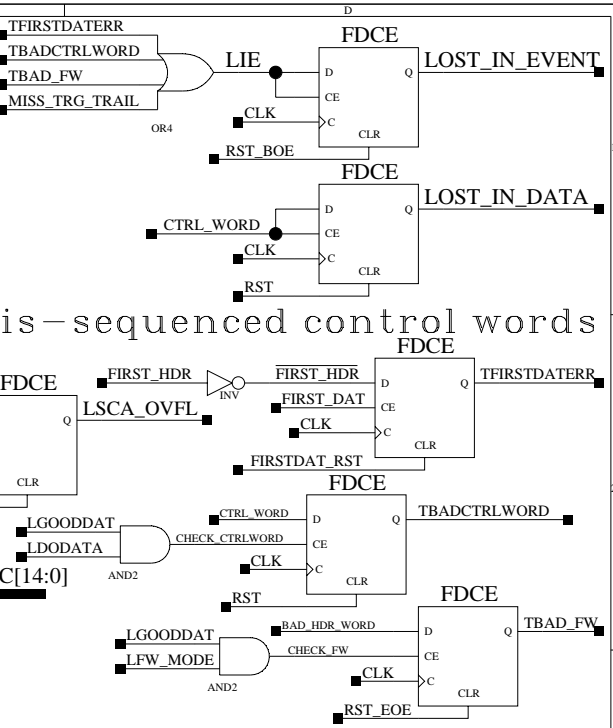 D
TFIRSTDATERR
TBADCTRLWORD
TBAD_FW
MISS_TRG_TRAIL
OR4
LIE
FDCE
D
Q
CE
C
CLR
CLK
RST_BOE
LOST_IN_EVENT
FDCE
CTRL_WORD
D
Q
CE
C
CLR
CLK
RST
LOST_IN_DATA
is-sequenced control words
FDCE
FIRST_HDR
INV
FIRST_HDR
D
Q
CE
C
CLR
FIRST_DAT
CLK
FIRSTDAT_RST
TFIRSTDATERR
FDCE
Q
CLR
LSCA_OVFL
FDCE
CTRL_WORD
D
Q
CE
C
CLR
TBADCTRLWORD
LGOODDAT
LDODATA
AND2
CHECK_CTRLWORD
CLK
RST
C[14:0]
FDCE
BAD_HDR_WORD
D
Q
CE
C
CLR
TBAD_FW
LGOODDAT
LFW_MODE
AND2
CHECK_FW
CLK
RST_EOE